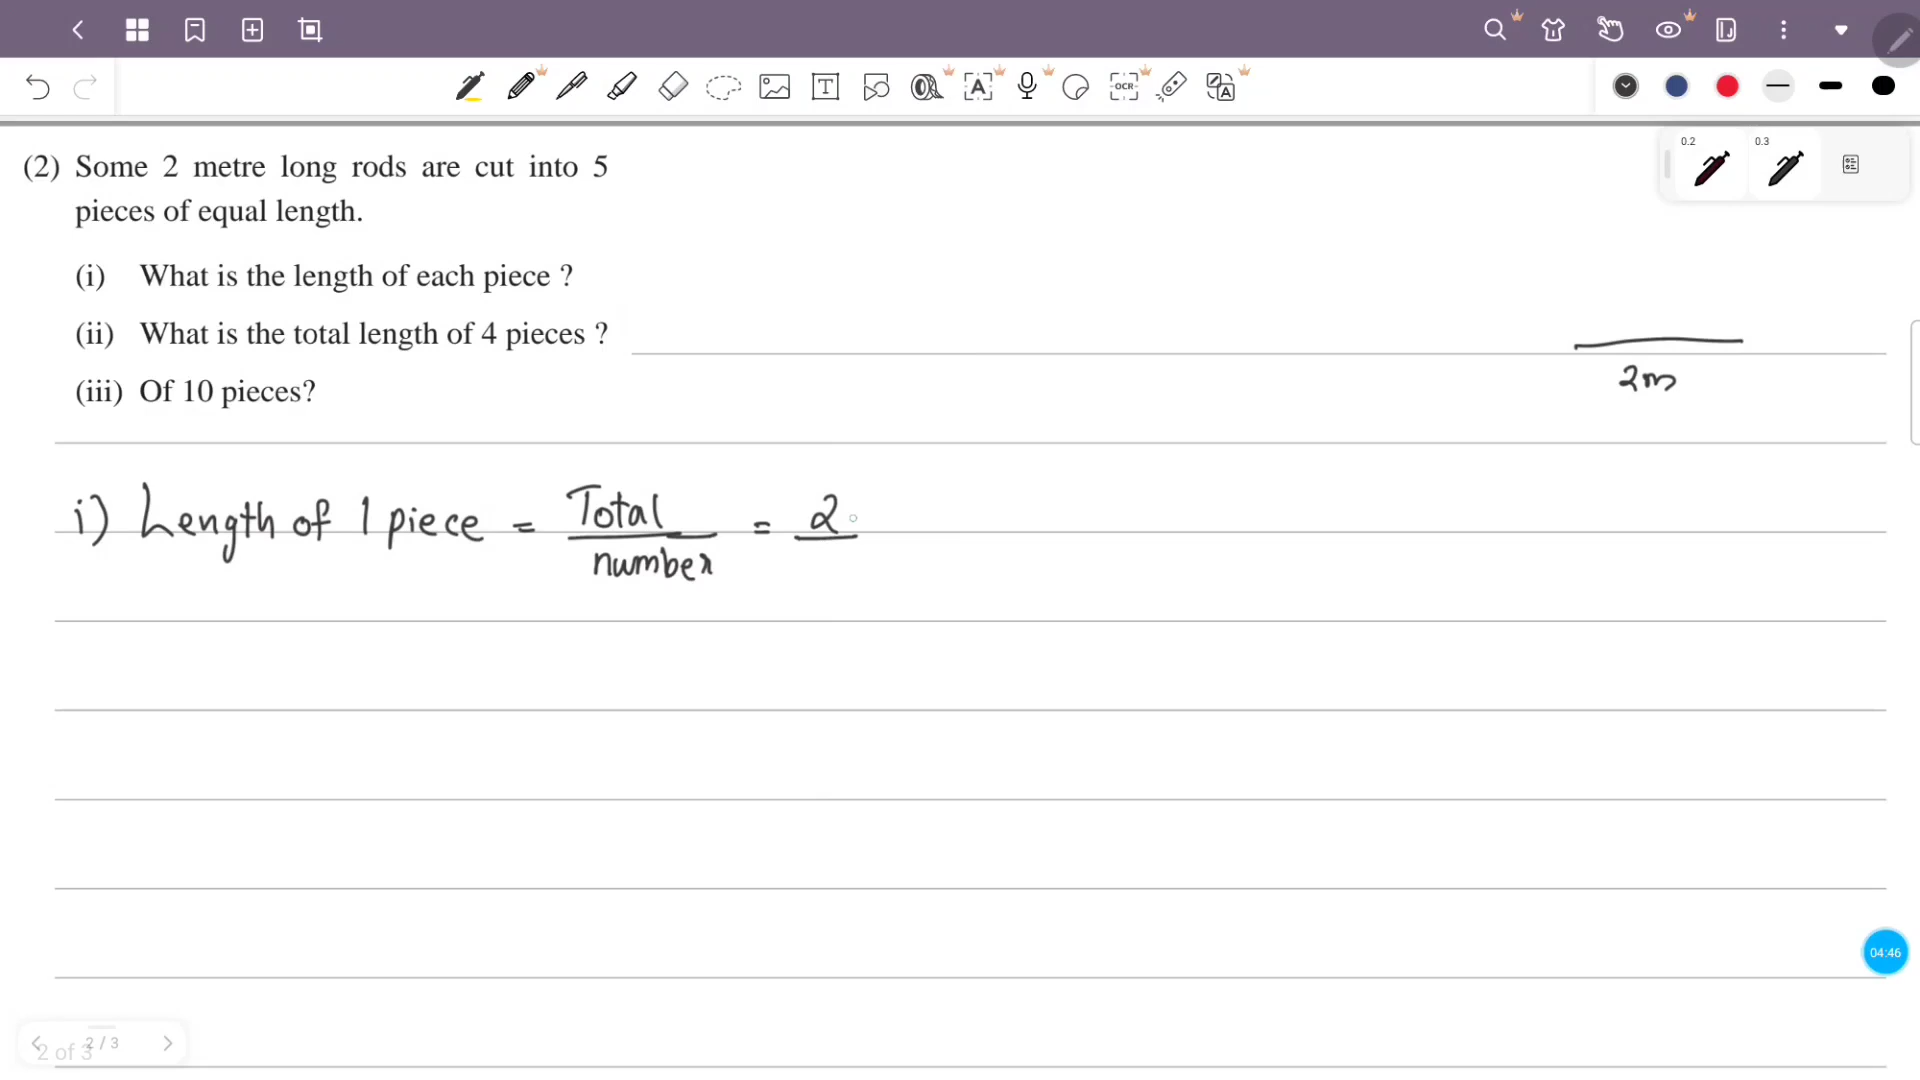 0.2 0.3
OCR
(2) Some 2 metre long rods are cut into 5
pieces of equal length.
(i) What is the length of each piece ?
(ii) What is the total length of 4 pieces ?
(iii) Of 10 pieces?
2m
i) Length of 1 piece = Total / number = 2
04:46
2 / 3
2 of 3